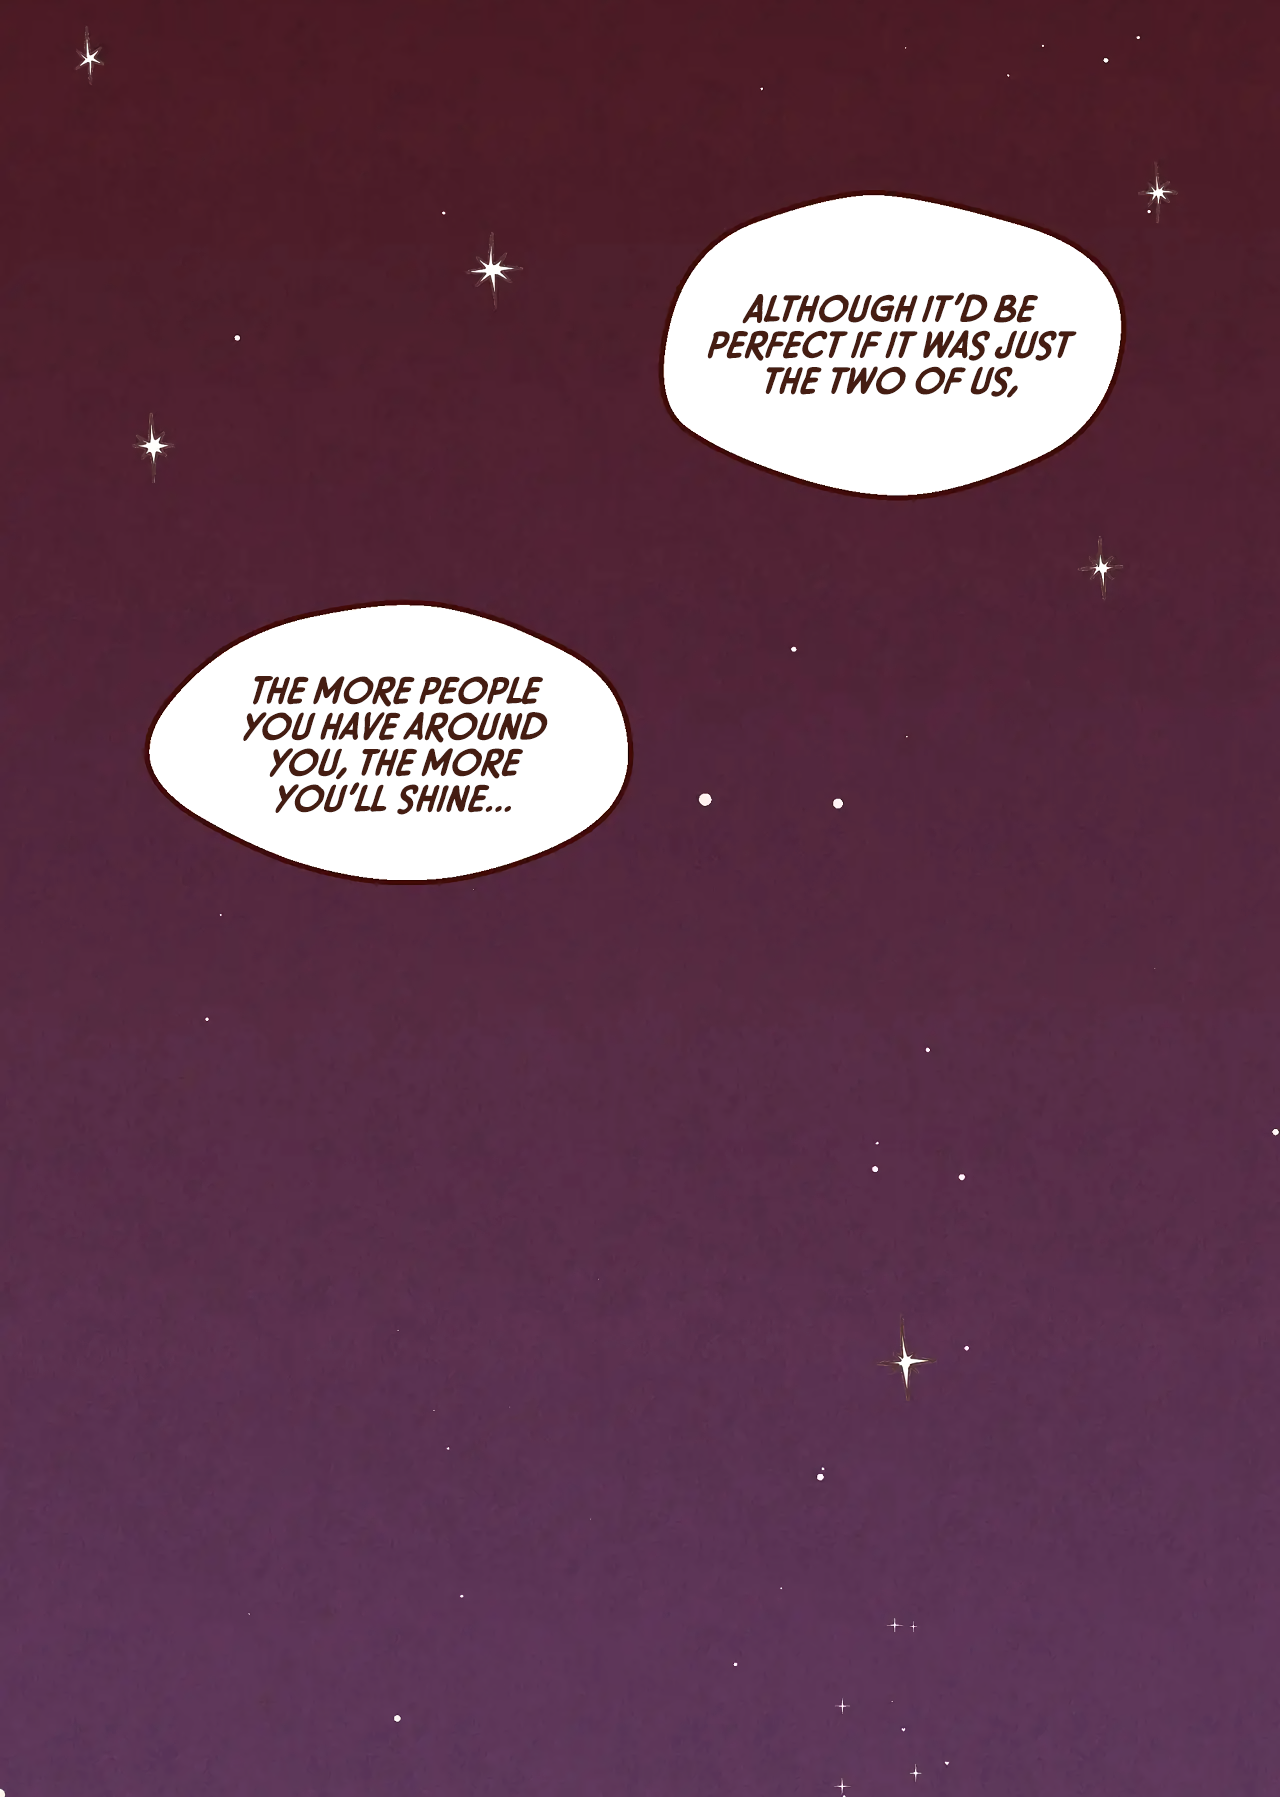 ALTHOUGH IT'D BE
PERFECT IF IT WAS JUST
THE TWO OF US,
THE MORE PEOPLE
YOU HAVE AROUND
YOU, THE MORE
YOU'LL SHINE...